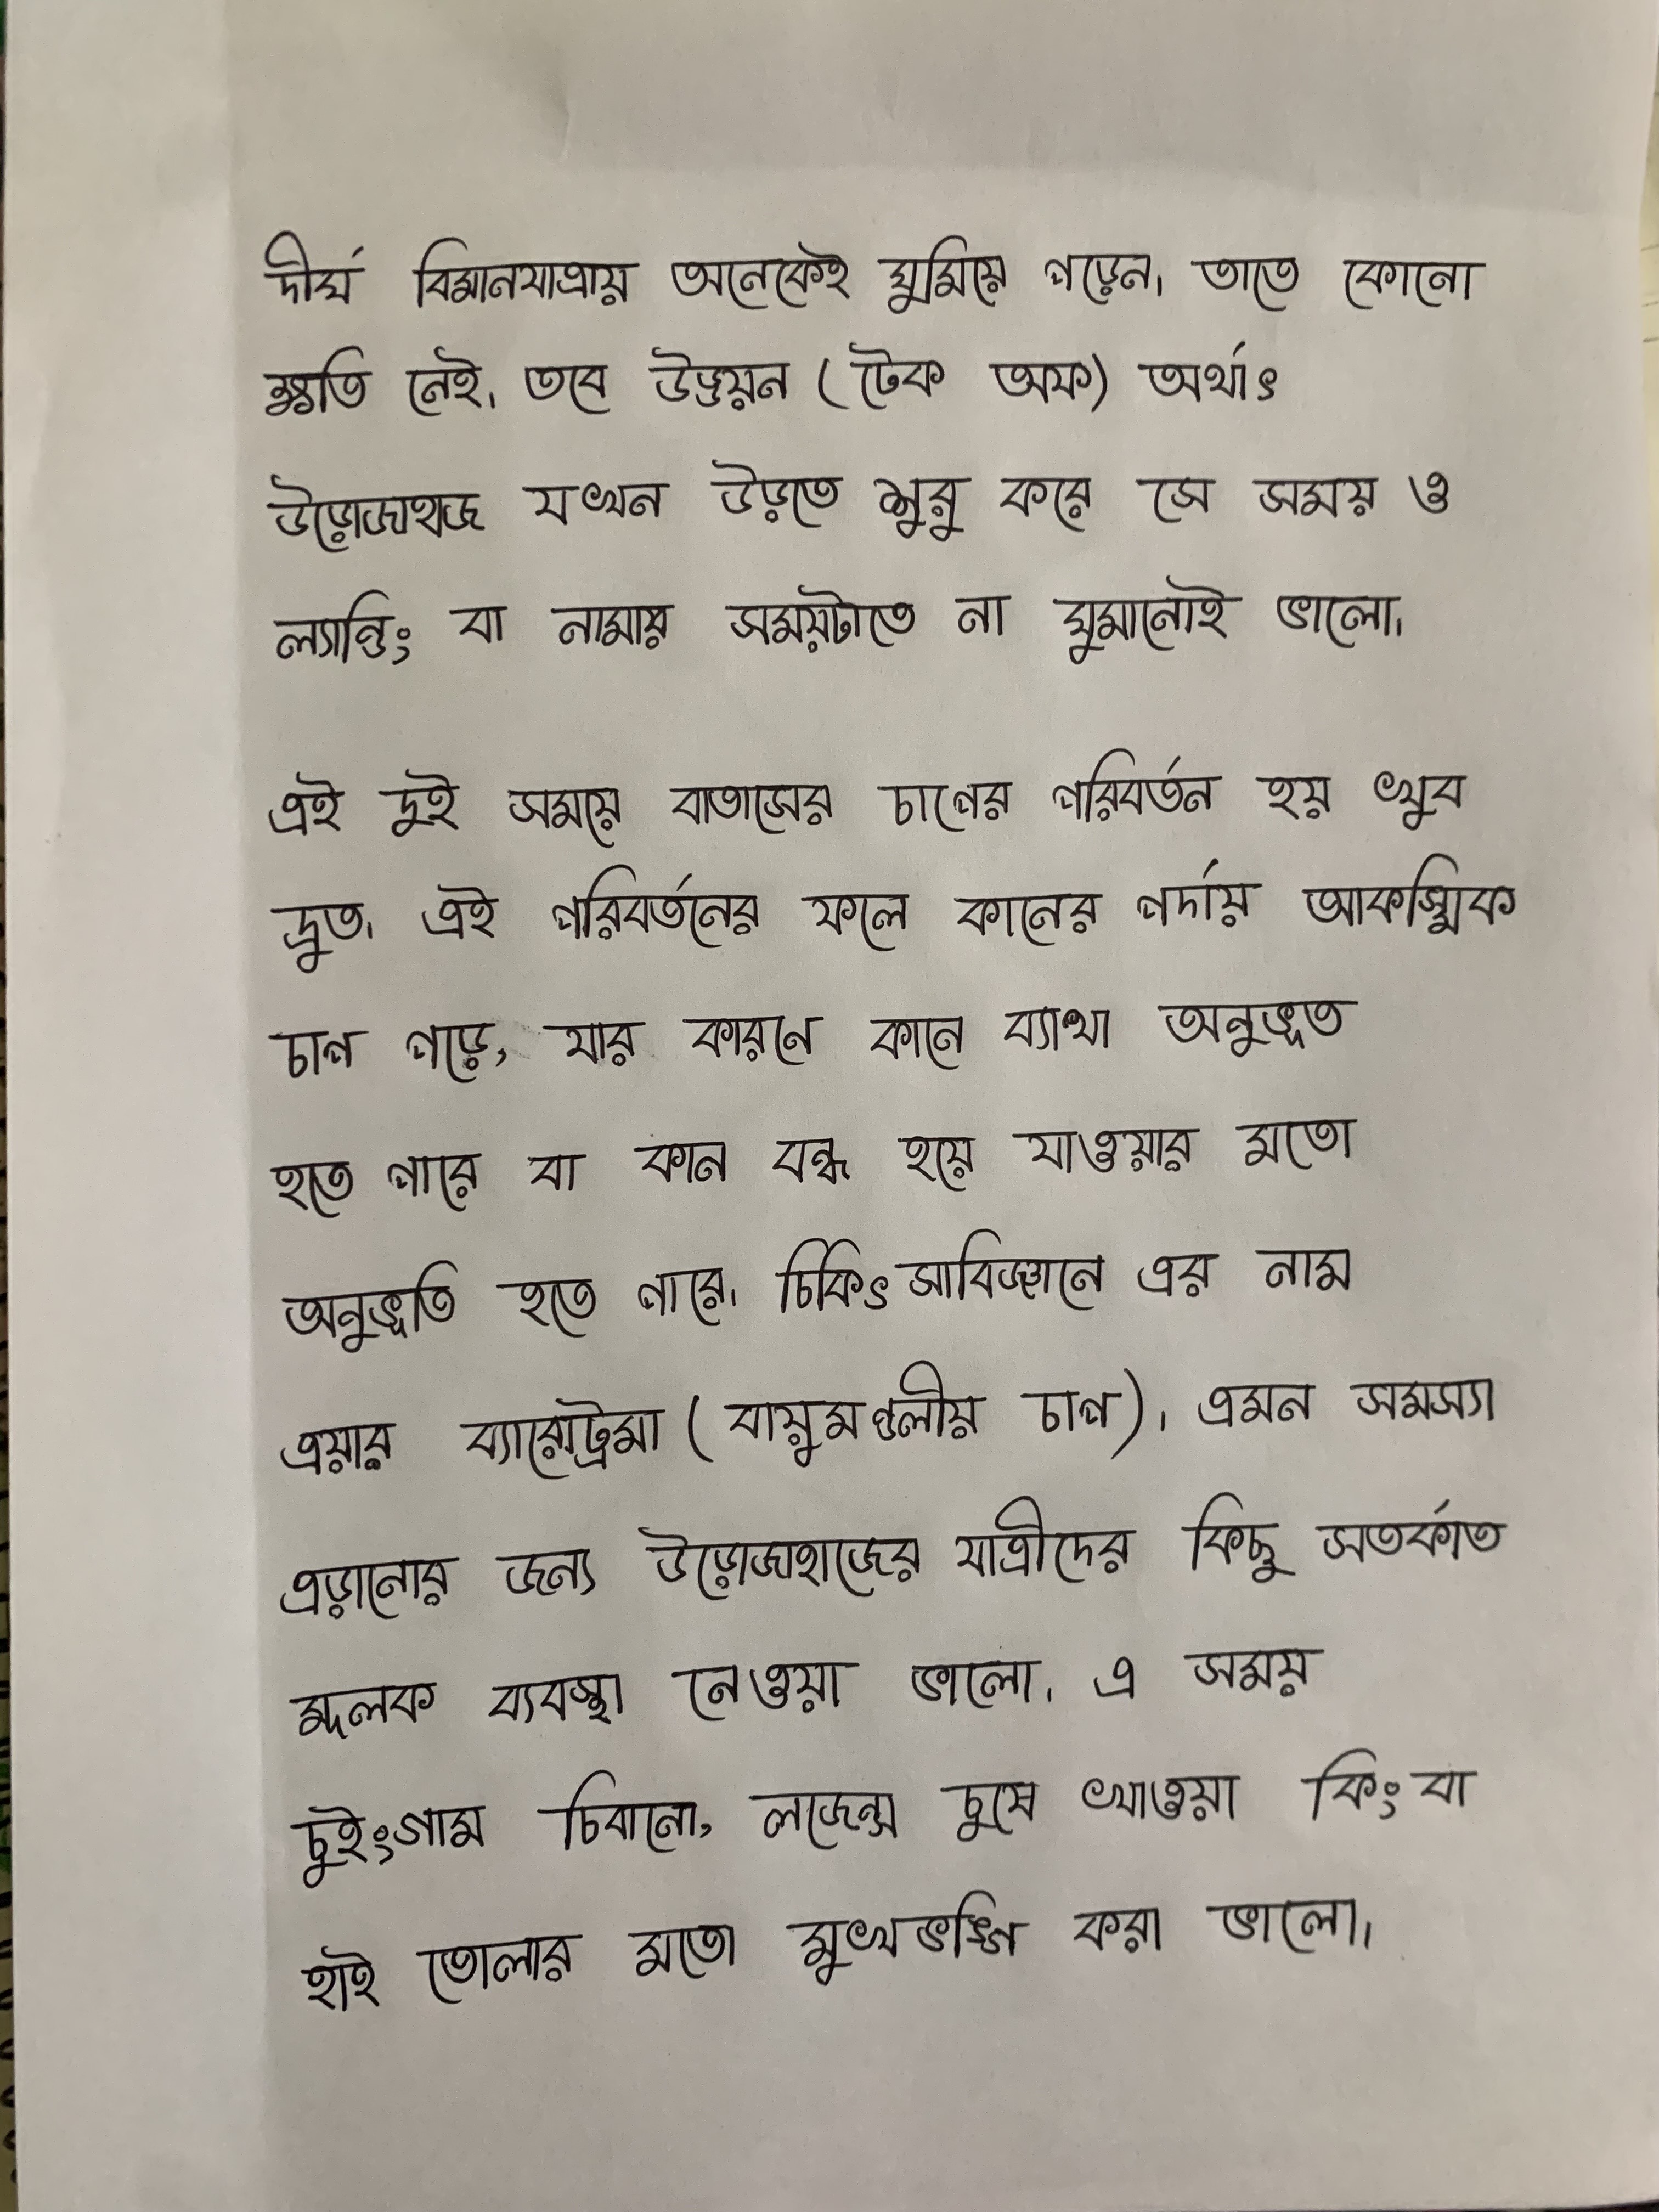 দীর্ঘ বিমানযাত্রায় অনেকেই ঘুমিয়ে পড়েন। তাতে কোনো
ক্ষতি নেই। তবে উড্ডয়ন (টেক অফ) অর্থাৎ
উড়োজাহাজ যখন উড়তে শুরু করে সে সময় ও
ল্যান্ডিং বা নামার সময়টাতে না ঘুমানোই ভালো।
এই দুই সময়ে বাতাসের চাপের পরিবর্তন হয় খুব
দ্রুত। এই পরিবর্তনের ফলে কানের পর্দায় আকস্মিক
চাপ পড়ে, যার কারণে কানে ব্যাথা অনুভূত
হতে পারে বা কান বন্ধ হয়ে যাওয়ার মতো
অনুভূতি হতে পারে। চিকিৎসাবিজ্ঞানে এর নাম
এয়ার ব্যারোট্রমা (বায়ুমণ্ডলীয় চাপ)। এমন সমস্যা
এড়ানোর জন্য উড়োজাহাজের যাত্রীদের কিছু সতর্কাত
মূলক ব্যবস্থা নেওয়া ভালো। এ সময়
চুইংগাম চিবানো, লজেন্স চুষে খাওয়া কিংবা
হাই তোলার মতো মুখভঙ্গি করা ভালো।